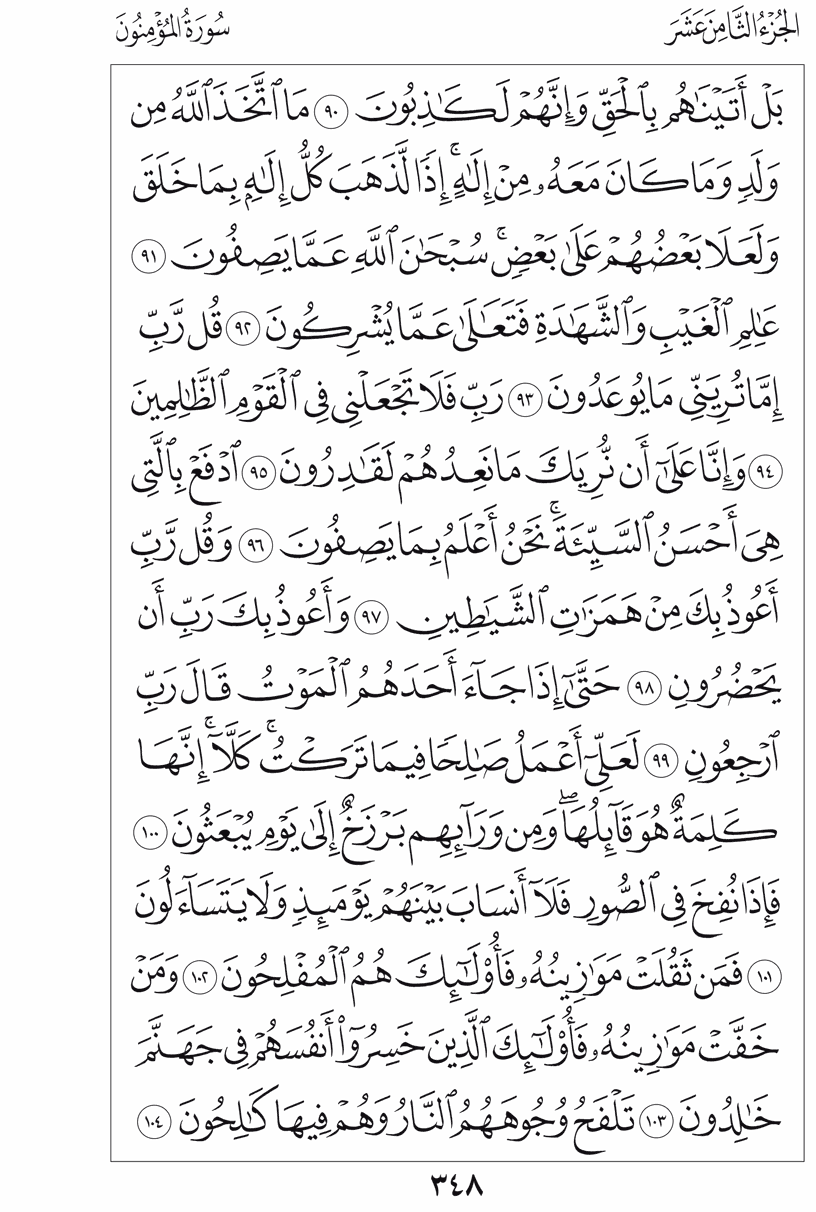 الجُزْءُ الثَّامِنَ عَشَرَ
سُورَةُ المُؤْمِنُونَ
بَلْ أَتَيْنَٰهُم بِٱلْحَقِّ وَإِنَّهُمْ لَكَٰذِبُونَ ٩٠ مَا ٱتَّخَذَ ٱللَّهُ مِن
وَلَدٍ وَمَا كَانَ مَعَهُۥ مِنْ إِلَٰهٍ ۚ إِذًا لَّذَهَبَ كُلُّ إِلَٰهٍۭ بِمَا خَلَقَ
وَلَعَلَا بَعْضُهُمْ عَلَىٰ بَعْضٍ ۚ سُبْحَٰنَ ٱللَّهِ عَمَّا يَصِفُونَ ٩١
عَٰلِمِ ٱلْغَيْبِ وَٱلشَّهَٰدَةِ فَتَعَٰلَىٰ عَمَّا يُشْرِكُونَ ٩٢ قُل رَّبِّ
إِمَّا تُرِيَنِّى مَا يُوعَدُونَ ٩٣ رَبِّ فَلَا تَجْعَلْنِى فِى ٱلْقَوْمِ ٱلظَّٰلِمِينَ
٩٤ وَإِنَّا عَلَىٰٓ أَن نُّرِيَكَ مَا نَعِدُهُمْ لَقَٰدِرُونَ ٩٥ ٱدْفَعْ بِٱلَّتِى
هِىَ أَحْسَنُ ٱلسَّيِّئَةَ ۚ نَحْنُ أَعْلَمُ بِمَا يَصِفُونَ ٩٦ وَقُل رَّبِّ
أَعُوذُ بِكَ مِنْ هَمَزَٰتِ ٱلشَّيَٰطِينِ ٩٧ وَأَعُوذُ بِكَ رَبِّ أَن
يَحْضُرُونِ ٩٨ حَتَّىٰٓ إِذَا جَآءَ أَحَدَهُمُ ٱلْمَوْتُ قَالَ رَبِّ
ٱرْجِعُونِ ٩٩ لَعَلِّىٓ أَعْمَلُ صَٰلِحًا فِيمَا تَرَكْتُ ۚ كَلَّآ ۚ إِنَّهَا
كَلِمَةٌ هُوَ قَآئِلُهَا ۖ وَمِن وَرَآئِهِم بَرْزَخٌ إِلَىٰ يَوْمِ يُبْعَثُونَ ١٠٠
فَإِذَا نُفِخَ فِى ٱلصُّورِ فَلَآ أَنسَابَ بَيْنَهُمْ يَوْمَئِذٍ وَلَا يَتَسَآءَلُونَ
١٠١ فَمَن ثَقُلَتْ مَوَٰزِينُهُۥ فَأُو۟لَٰٓئِكَ هُمُ ٱلْمُفْلِحُونَ ١٠٢ وَمَنْ
خَفَّتْ مَوَٰزِينُهُۥ فَأُو۟لَٰٓئِكَ ٱلَّذِينَ خَسِرُوٓا۟ أَنفُسَهُمْ فِى جَهَنَّمَ
خَٰلِدُونَ ١٠٣ تَلْفَحُ وُجُوهَهُمُ ٱلنَّارُ وَهُمْ فِيهَا كَٰلِحُونَ ١٠٤
٣٤٨